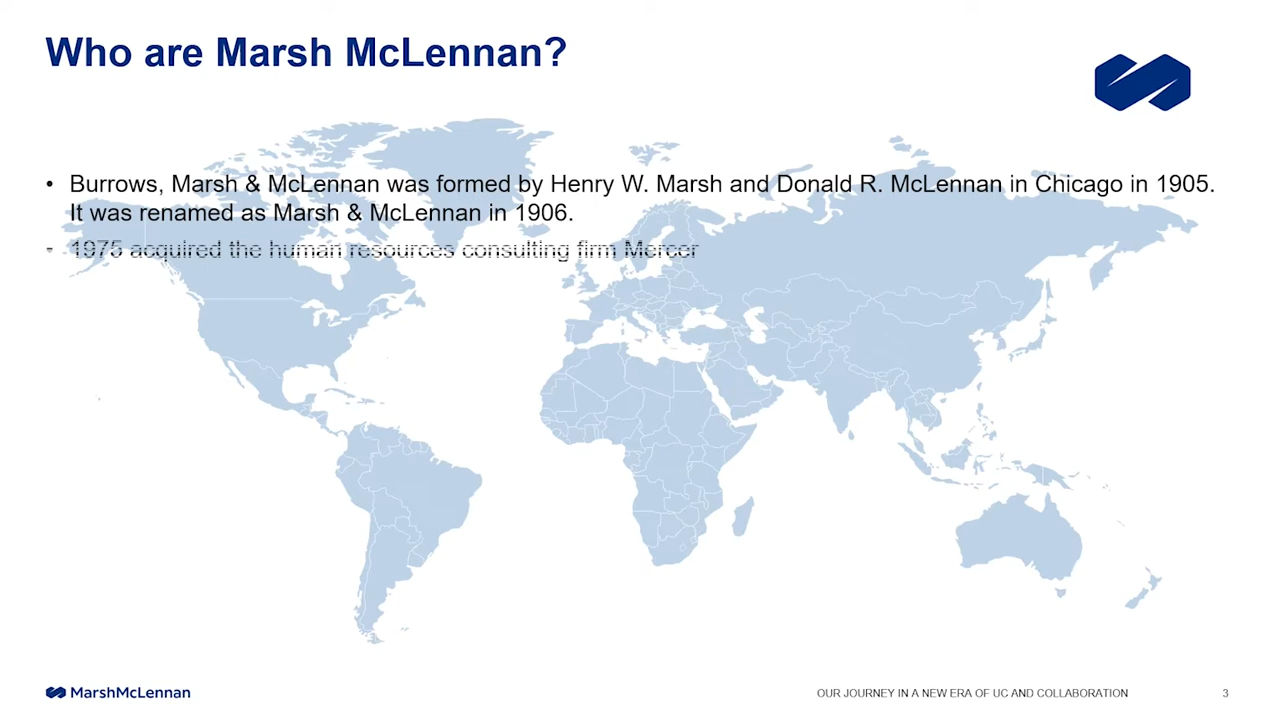 Who are Marsh McLennan?
• Burrows, Marsh & McLennan was formed by Henry W. Marsh and Donald R. McLennan in Chicago in 1905.
It was renamed as Marsh & McLennan in 1906.
• 1975 acquired the human resources consulting firm Mercer
MarshMcLennan
OUR JOURNEY IN A NEW ERA OF UC AND COLLABORATION
3